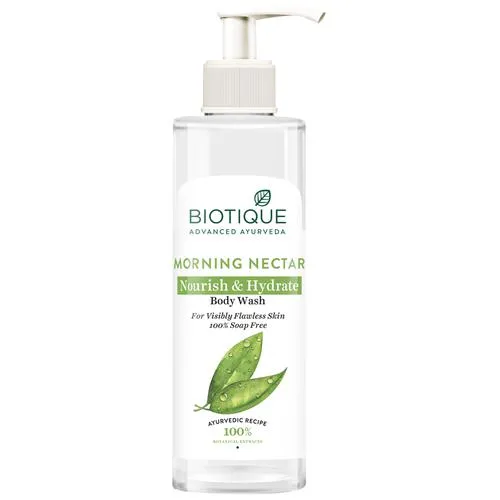 BIOTIQUE
ADVANCED AYURVEDA
MORNING NECTAR
Nourish & Hydrate
Body Wash
For Visibly Flawless Skin
100% Soap Free
AYURVEDIC RECIPE
100%
BOTANICAL EXTRACTS